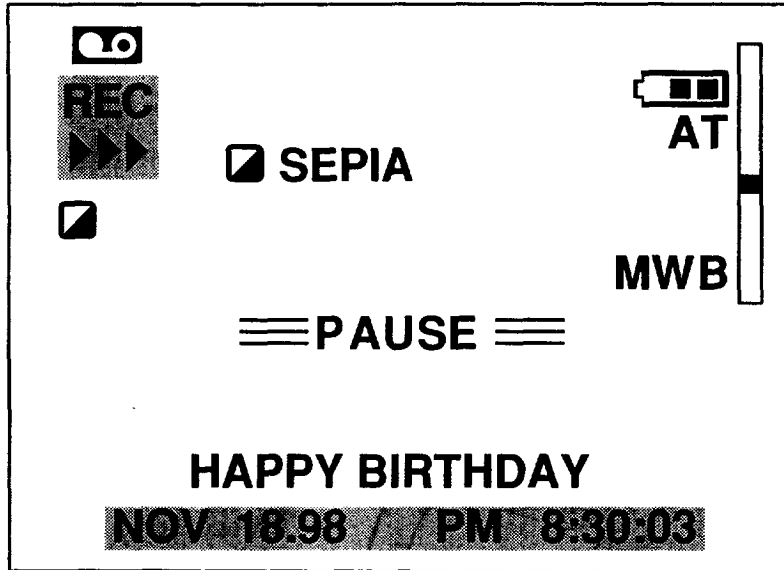 REC
AT
SEPIA
MWB
PAUSE
HAPPY BIRTHDAY
NOV 18.98 / / PM 8:30:03